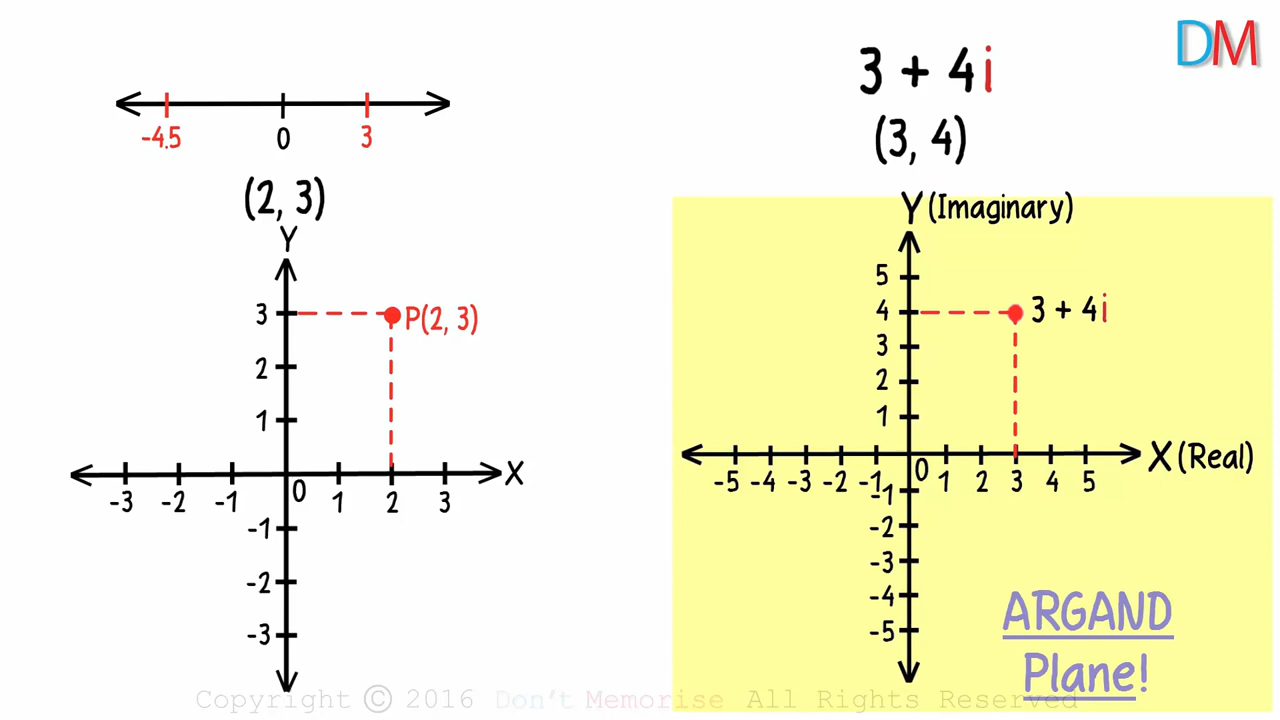 DM
-4.5 0 3
(2, 3)
Y
3
2
1
P(2, 3)
-3 -2 -1 0 1 2 3
X
-1
-2
-3
3 + 4i
(3, 4)
Y (Imaginary)
5
4
3
2
1
3 + 4i
-5 -4 -3 -2 -1 0 1 2 3 4 5
X (Real)
-1
-2
-3
-4
-5
ARGAND
Plane!
Copyright © 2016 Don't Memorise All Rights Reserved